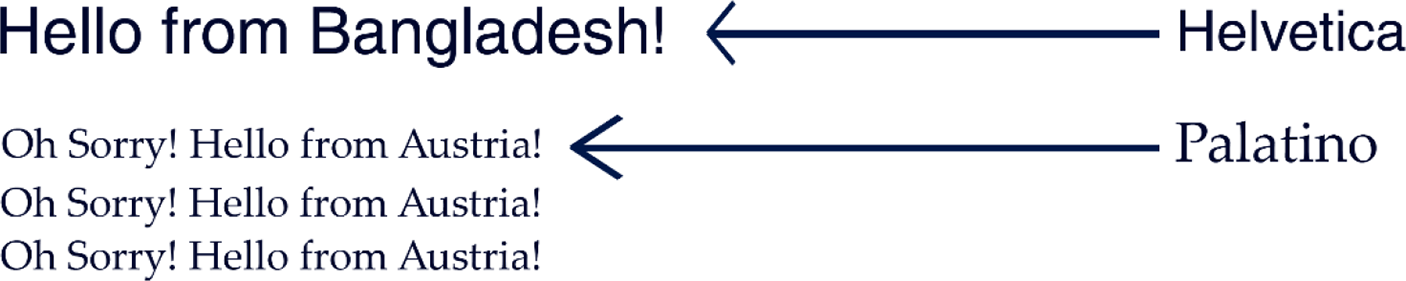 Hello from Bangladesh! Helvetica
Oh Sorry! Hello from Austria! Palatino
Oh Sorry! Hello from Austria!
Oh Sorry! Hello from Austria!